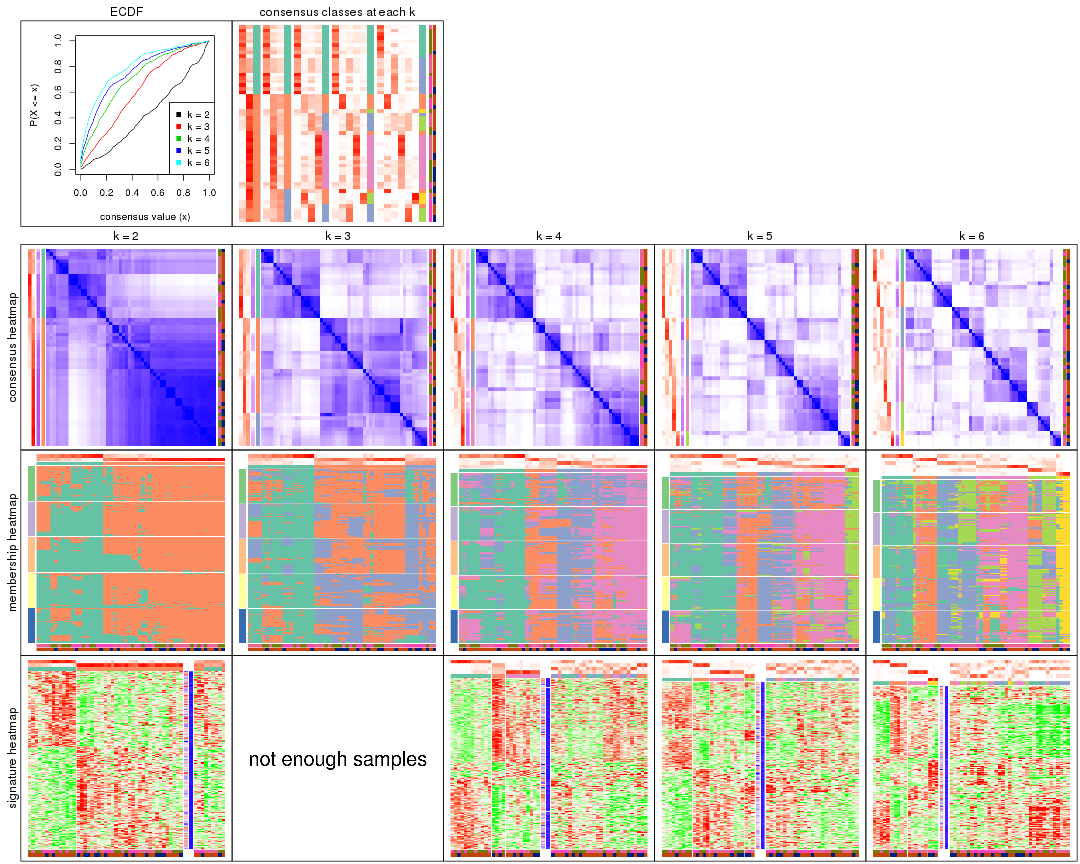 ECDF
consensus classes at each k
P(X <= x)
0.0 0.2 0.4 0.6 0.8 1.0
k = 2
k = 3
k = 4
k = 5
k = 6
0.0 0.2 0.4 0.6 0.8 1.0
consensus value (x)
k = 2
k = 3
k = 4
k = 5
k = 6
consensus heatmap
membership heatmap
signature heatmap
not enough samples